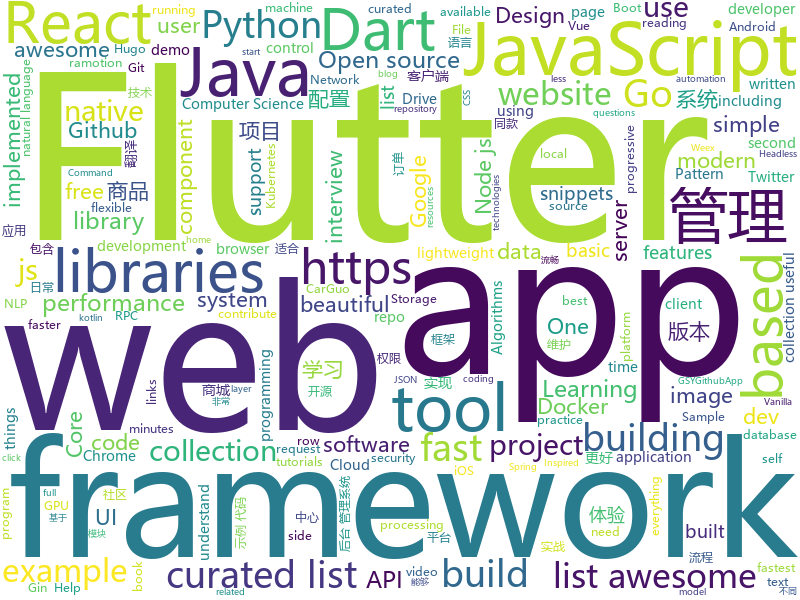 React
Python
Dart
curated
machine
available
Design
page
Boot
developer
running
File
Vue
use
Android
Hugo
user
control
语言
reading
JavaScript
awesome
demo
Git
Java
Open source
Network
blog
客户端
website
Go
系统
written
native
ramotion
技术
Computer Science
配置
list
Drive
using
同款
including
natural language
implemented
Github
翻译
项目
Flutter
Node js
simple
second
Headless
free
商品
component
support
Kubernetes
interview
订单
Google
snippets
local
questions
progressive
modern
Pattern
Weex
Twitter
Command
flexible
library
resources
repository
technologies
source
应用
包含
development
home
browser
适合
lightweight
basic
server
管理
js
libraries
https
data
流畅
features
based
日常
NLP
performance
system
CarGuo
beautiful
Storage
Algorithms
best
client
collection useful
faster
kotlin
contribute
RPC
repo
One
维护
platform
版本
web
app
links
programming
学习
权限
框架
JSON
coding
GSYGithubApp
商城
开源
实现
layer
Vanilla
非常
tool
Learning
time
image
dev
things
Core
code
Chrome
minutes
Docker
practice
database
collection
software
fast
project
building
row
tutorials
request
security
Cloud
iOS
Spring
inspired
更好
application
self
click
full
program
GPU
社区
UI
understand
示例 代码
后台 管理系统
中心
side
processing
平台
体验
need
built
everything
framework
基于
模块
video
能够
实战
less
automation
start
example
Gin
Help
book
related
curated list
API
流程
model
build
list awesome
text
fastest
不同